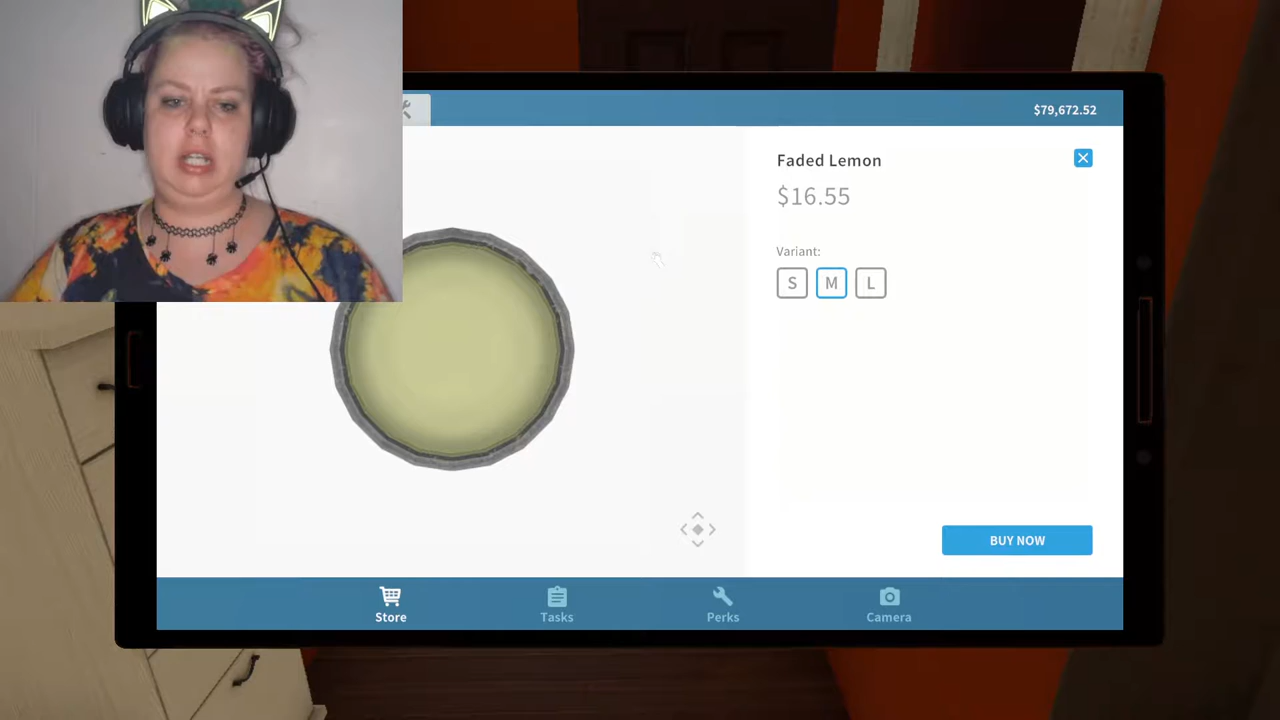 $79,672.52
Faded Lemon
$16.55
Variant:
S M L
BUY NOW
Store Tasks Perks Camera